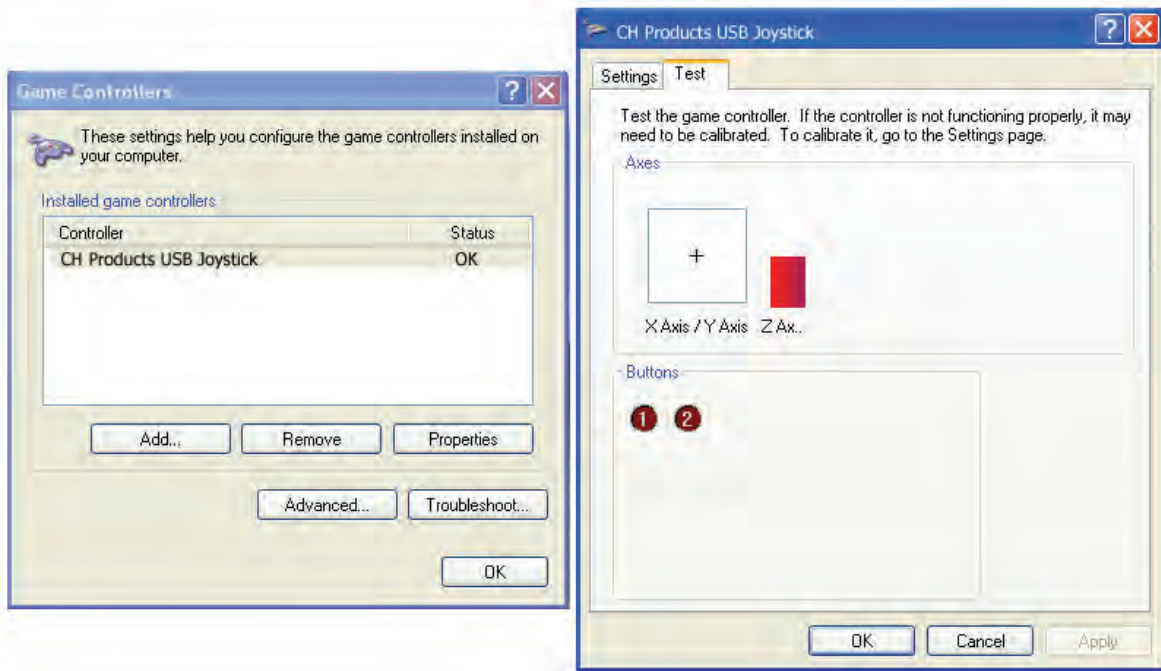 Game Controllers
?
X
These settings help you configure the game controllers installed on
your computer.
Installed game controllers
Controller Status
CH Products USB Joystick OK
Add... Remove Properties
Advanced... Troubleshoot...
OK
CH Products USB Joystick
?
X
Settings Test
Test the game controller. If the controller is not functioning properly, it may
need to be calibrated. To calibrate it, go to the Settings page.
Axes
X Axis / Y Axis Z Ax..
Buttons
1 2
OK Cancel Apply